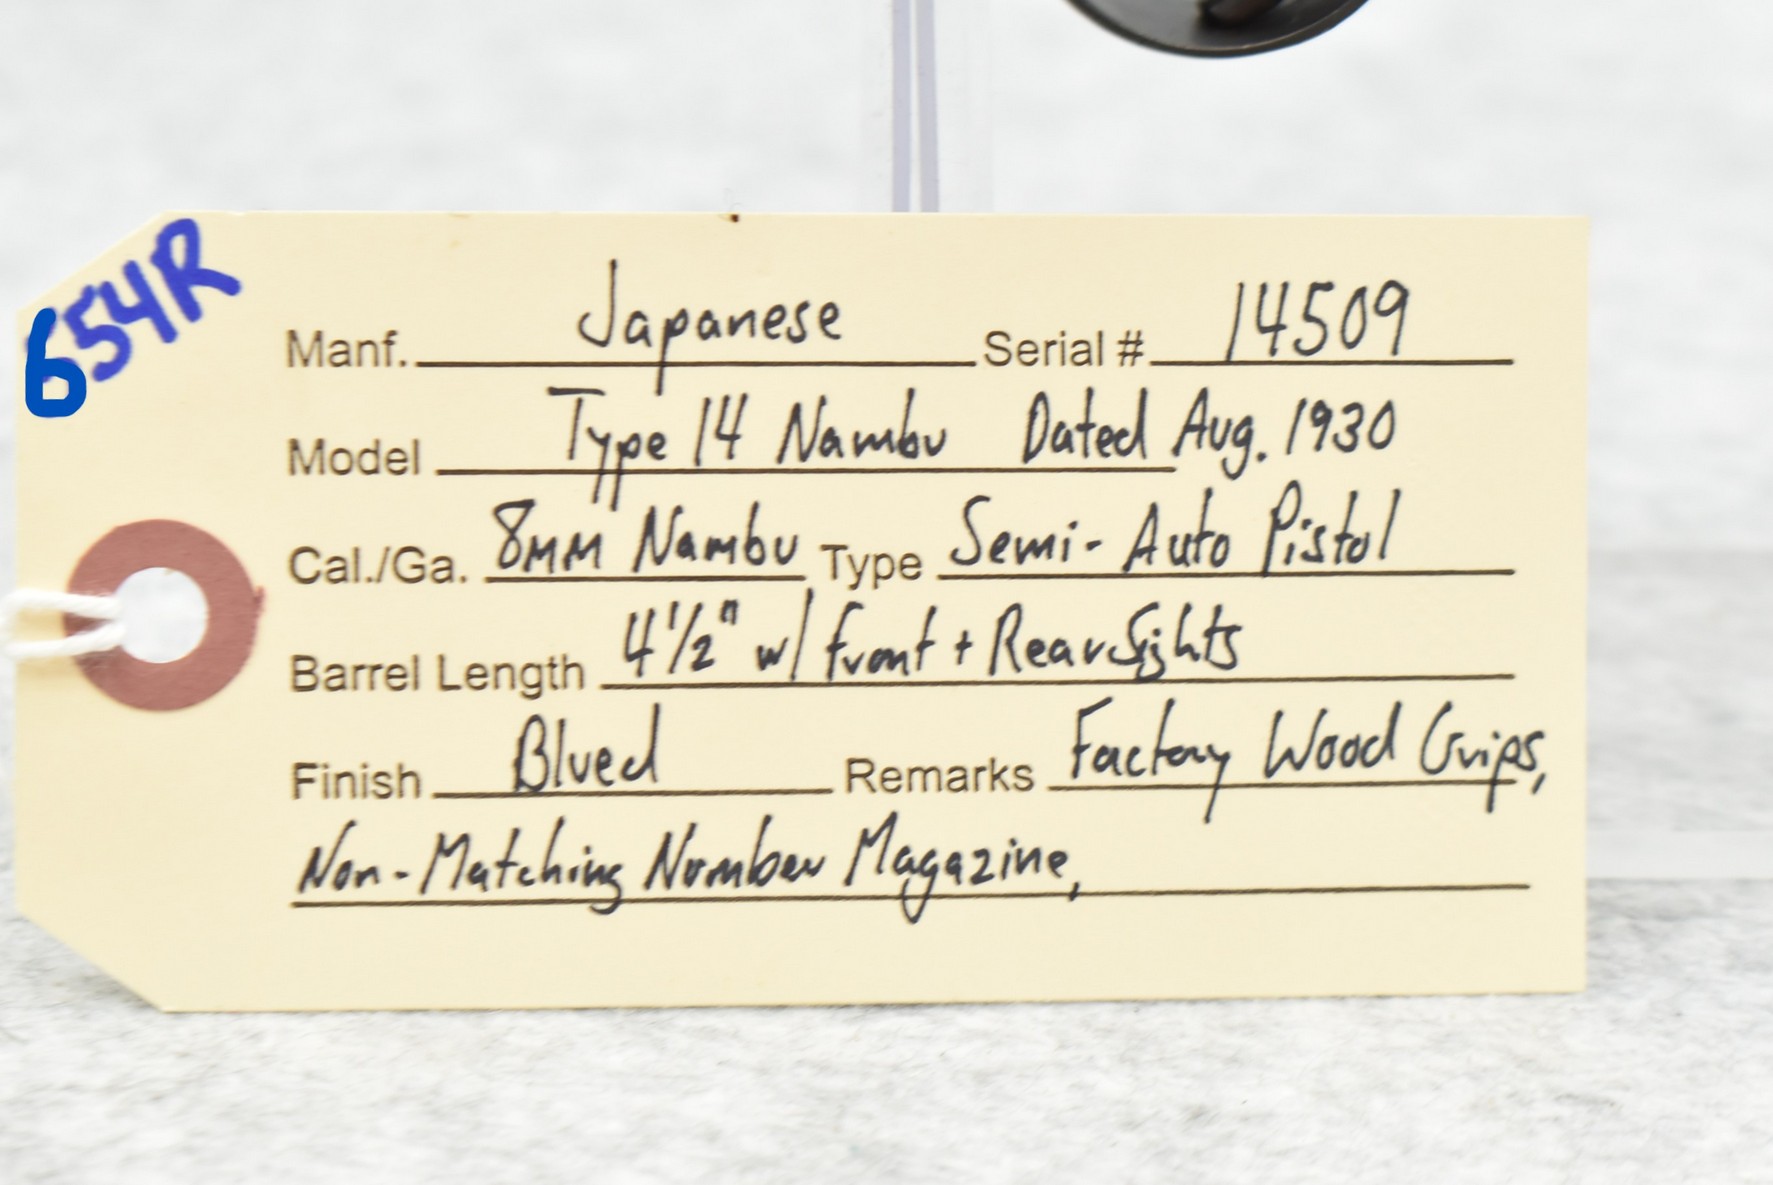 654R
Manf. Japanese Serial # 14509
Model Type 14 Nambu Dated Aug. 1930
Cal./Ga. 8MM Nambu Type Semi-Auto Pistol
Barrel Length 4 1/2" w/ front + Rear Sights
Finish Blued Remarks Factory Wood Grips,
Non-Matching Number Magazine,